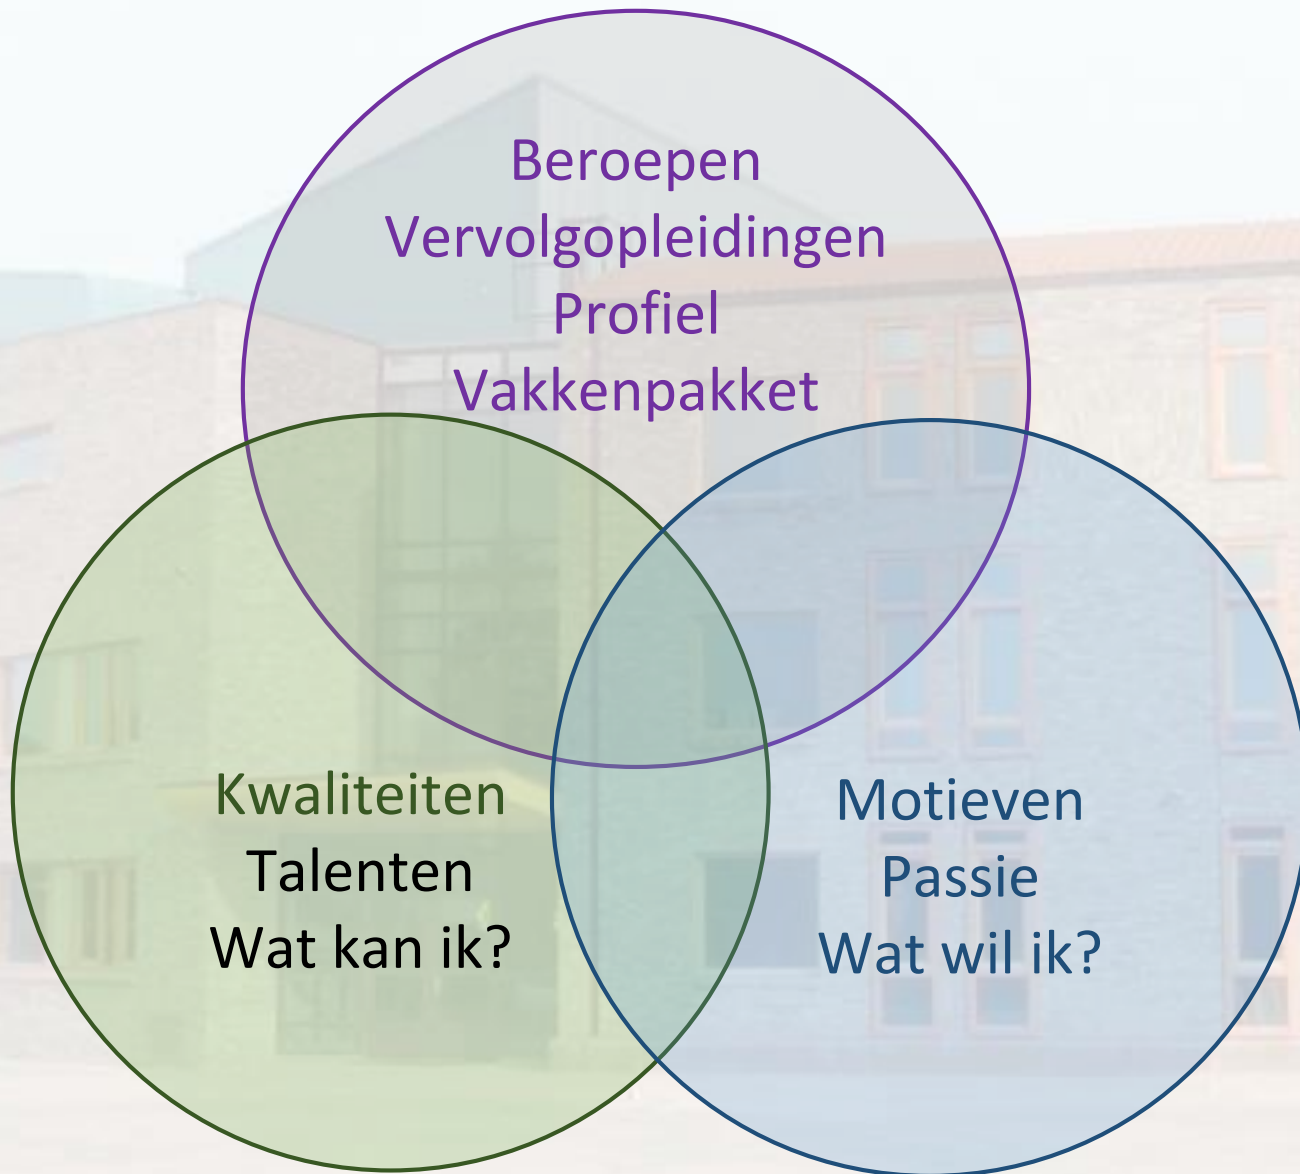 Beroepen
Vervolgopleidingen
Profiel
Vakkenpakket
Kwaliteiten
Talenten
Wat kan ik?
Motieven
Passie
Wat wil ik?